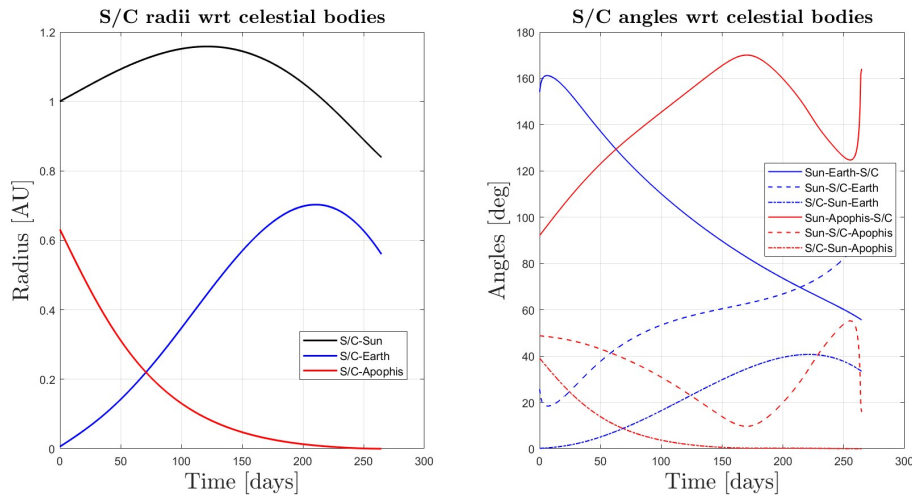 S/C radii wrt celestial bodies
1.2
1
0.8
0.6
0.4
0.2
0
Radius [AU]
S/C-Sun
S/C-Earth
S/C-Apophis
0 50 100 150 200 250 300
Time [days]
S/C angles wrt celestial bodies
180
160
140
120
100
80
60
40
20
0
Angles [deg]
Sun-Earth-S/C
Sun-S/C-Earth
S/C-Sun-Earth
Sun-Apophis-S/C
Sun-S/C-Apophis
S/C-Sun-Apophis
0 50 100 150 200 250 300
Time [days]